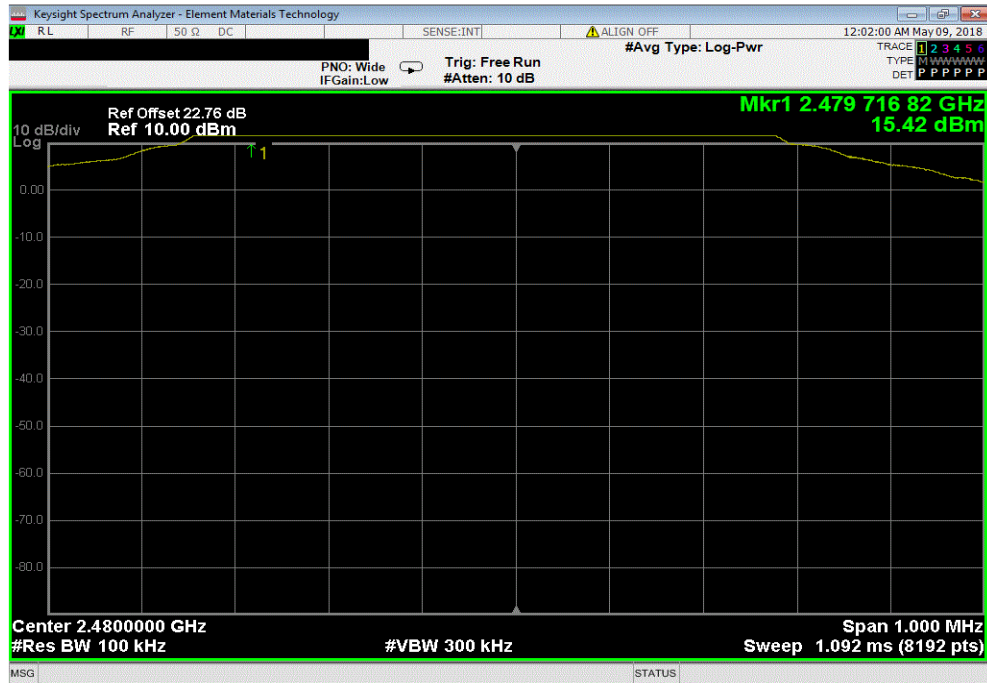 Keysight Spectrum Analyzer - Element Materials Technology
LXI RL RF 50 Ω DC SENSE:INT ALIGN OFF 12:02:00 AM May 09, 2018
#Avg Type: Log-Pwr TRACE 1 2 3 4 5 6
PNO: Wide Trig: Free Run TYPE M WWWWW
IFGain:Low #Atten: 10 dB DET P P P P P P
Mkr1 2.479 716 82 GHz
Ref Offset 22.76 dB
10 dB/div Ref 10.00 dBm 15.42 dBm
Log
1
0.00
-10.0
-20.0
-30.0
-40.0
-50.0
-60.0
-70.0
-80.0
Center 2.4800000 GHz Span 1.000 MHz
#Res BW 100 kHz #VBW 300 kHz Sweep 1.092 ms (8192 pts)
MSG STATUS